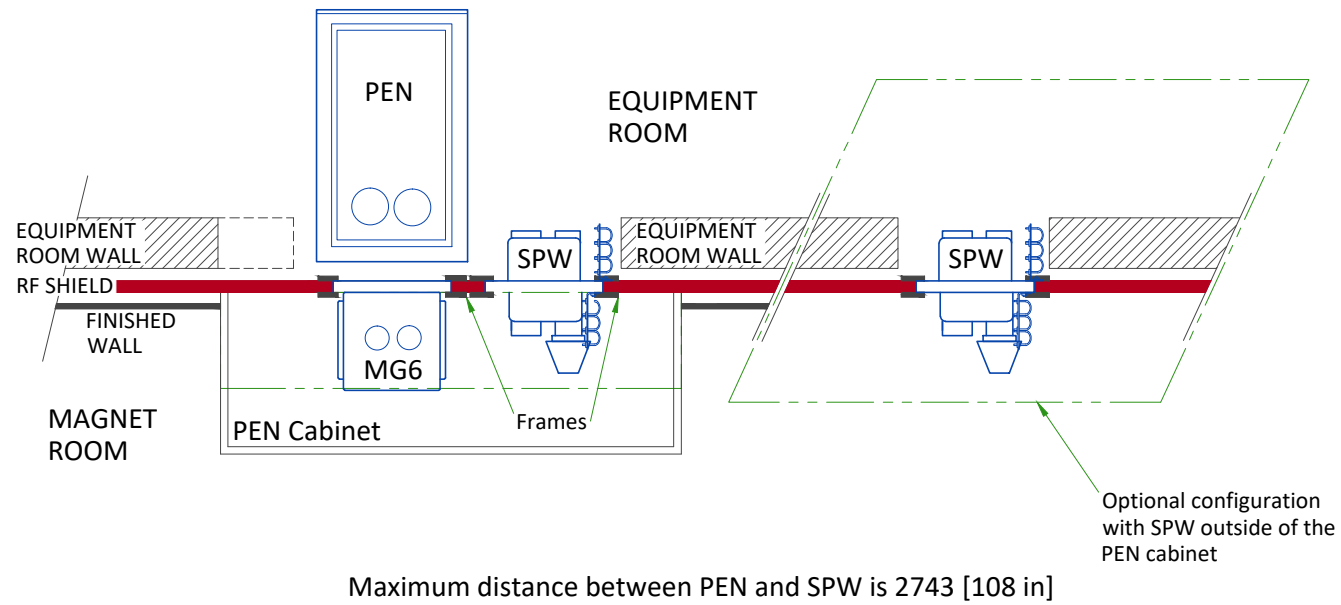 PEN
EQUIPMENT
ROOM
EQUIPMENT
ROOM WALL
SPW
EQUIPMENT
ROOM WALL
SPW
RF SHIELD
FINISHED
WALL
MG6
MAGNET
ROOM
PEN Cabinet
Frames
Optional configuration
with SPW outside of the
PEN cabinet
Maximum distance between PEN and SPW is 2743 [108 in]